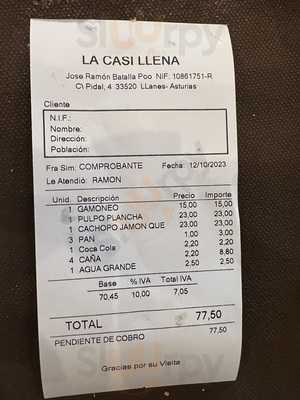 Sluurpy
LA CASI LLENA
Jose Ramón Batalla Poo NIF: 10861751-R
C\ Pidal, 4 33520 LLanes- Asturias
Cliente
N.I.F.:
Nombre:
Dirección:
Población:
Fra Sim. COMPROBANTE Fecha: 12/10/2023
Le Atendió: RAMON
Unid. Descripción Precio Importe
1 GAMONEO 15,00 15,00
1 PULPO PLANCHA 23,00 23,00
1 CACHOPO JAMON QUE 23,00 23,00
3 PAN 1,00 3,00
1 Coca Cola 2,20 2,20
4 CAÑA 2,20 8,80
1 AGUA GRANDE 2,50 2,50
Base % IVA Total IVA
70,45 10,00 7,05
TOTAL 77,50
PENDIENTE DE COBRO 77,50
Gracias por su Visita
Sluurpy